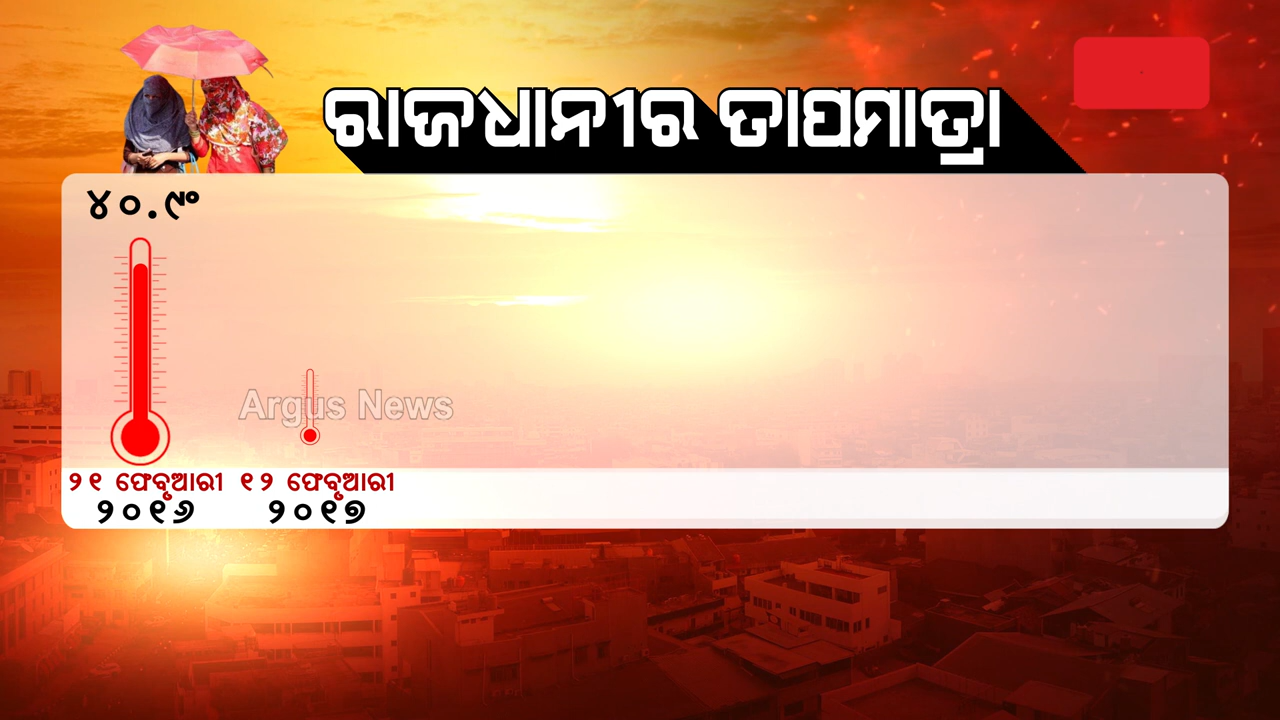 ରାଜଧାନୀର ତାପମାତ�ରା
୪୦.୯°
Argus News
୨୧ ଫେବୃଆରୀ ୧୨ ଫେବୃଆରୀ
୨୦୧୬ ୨୦୧୭